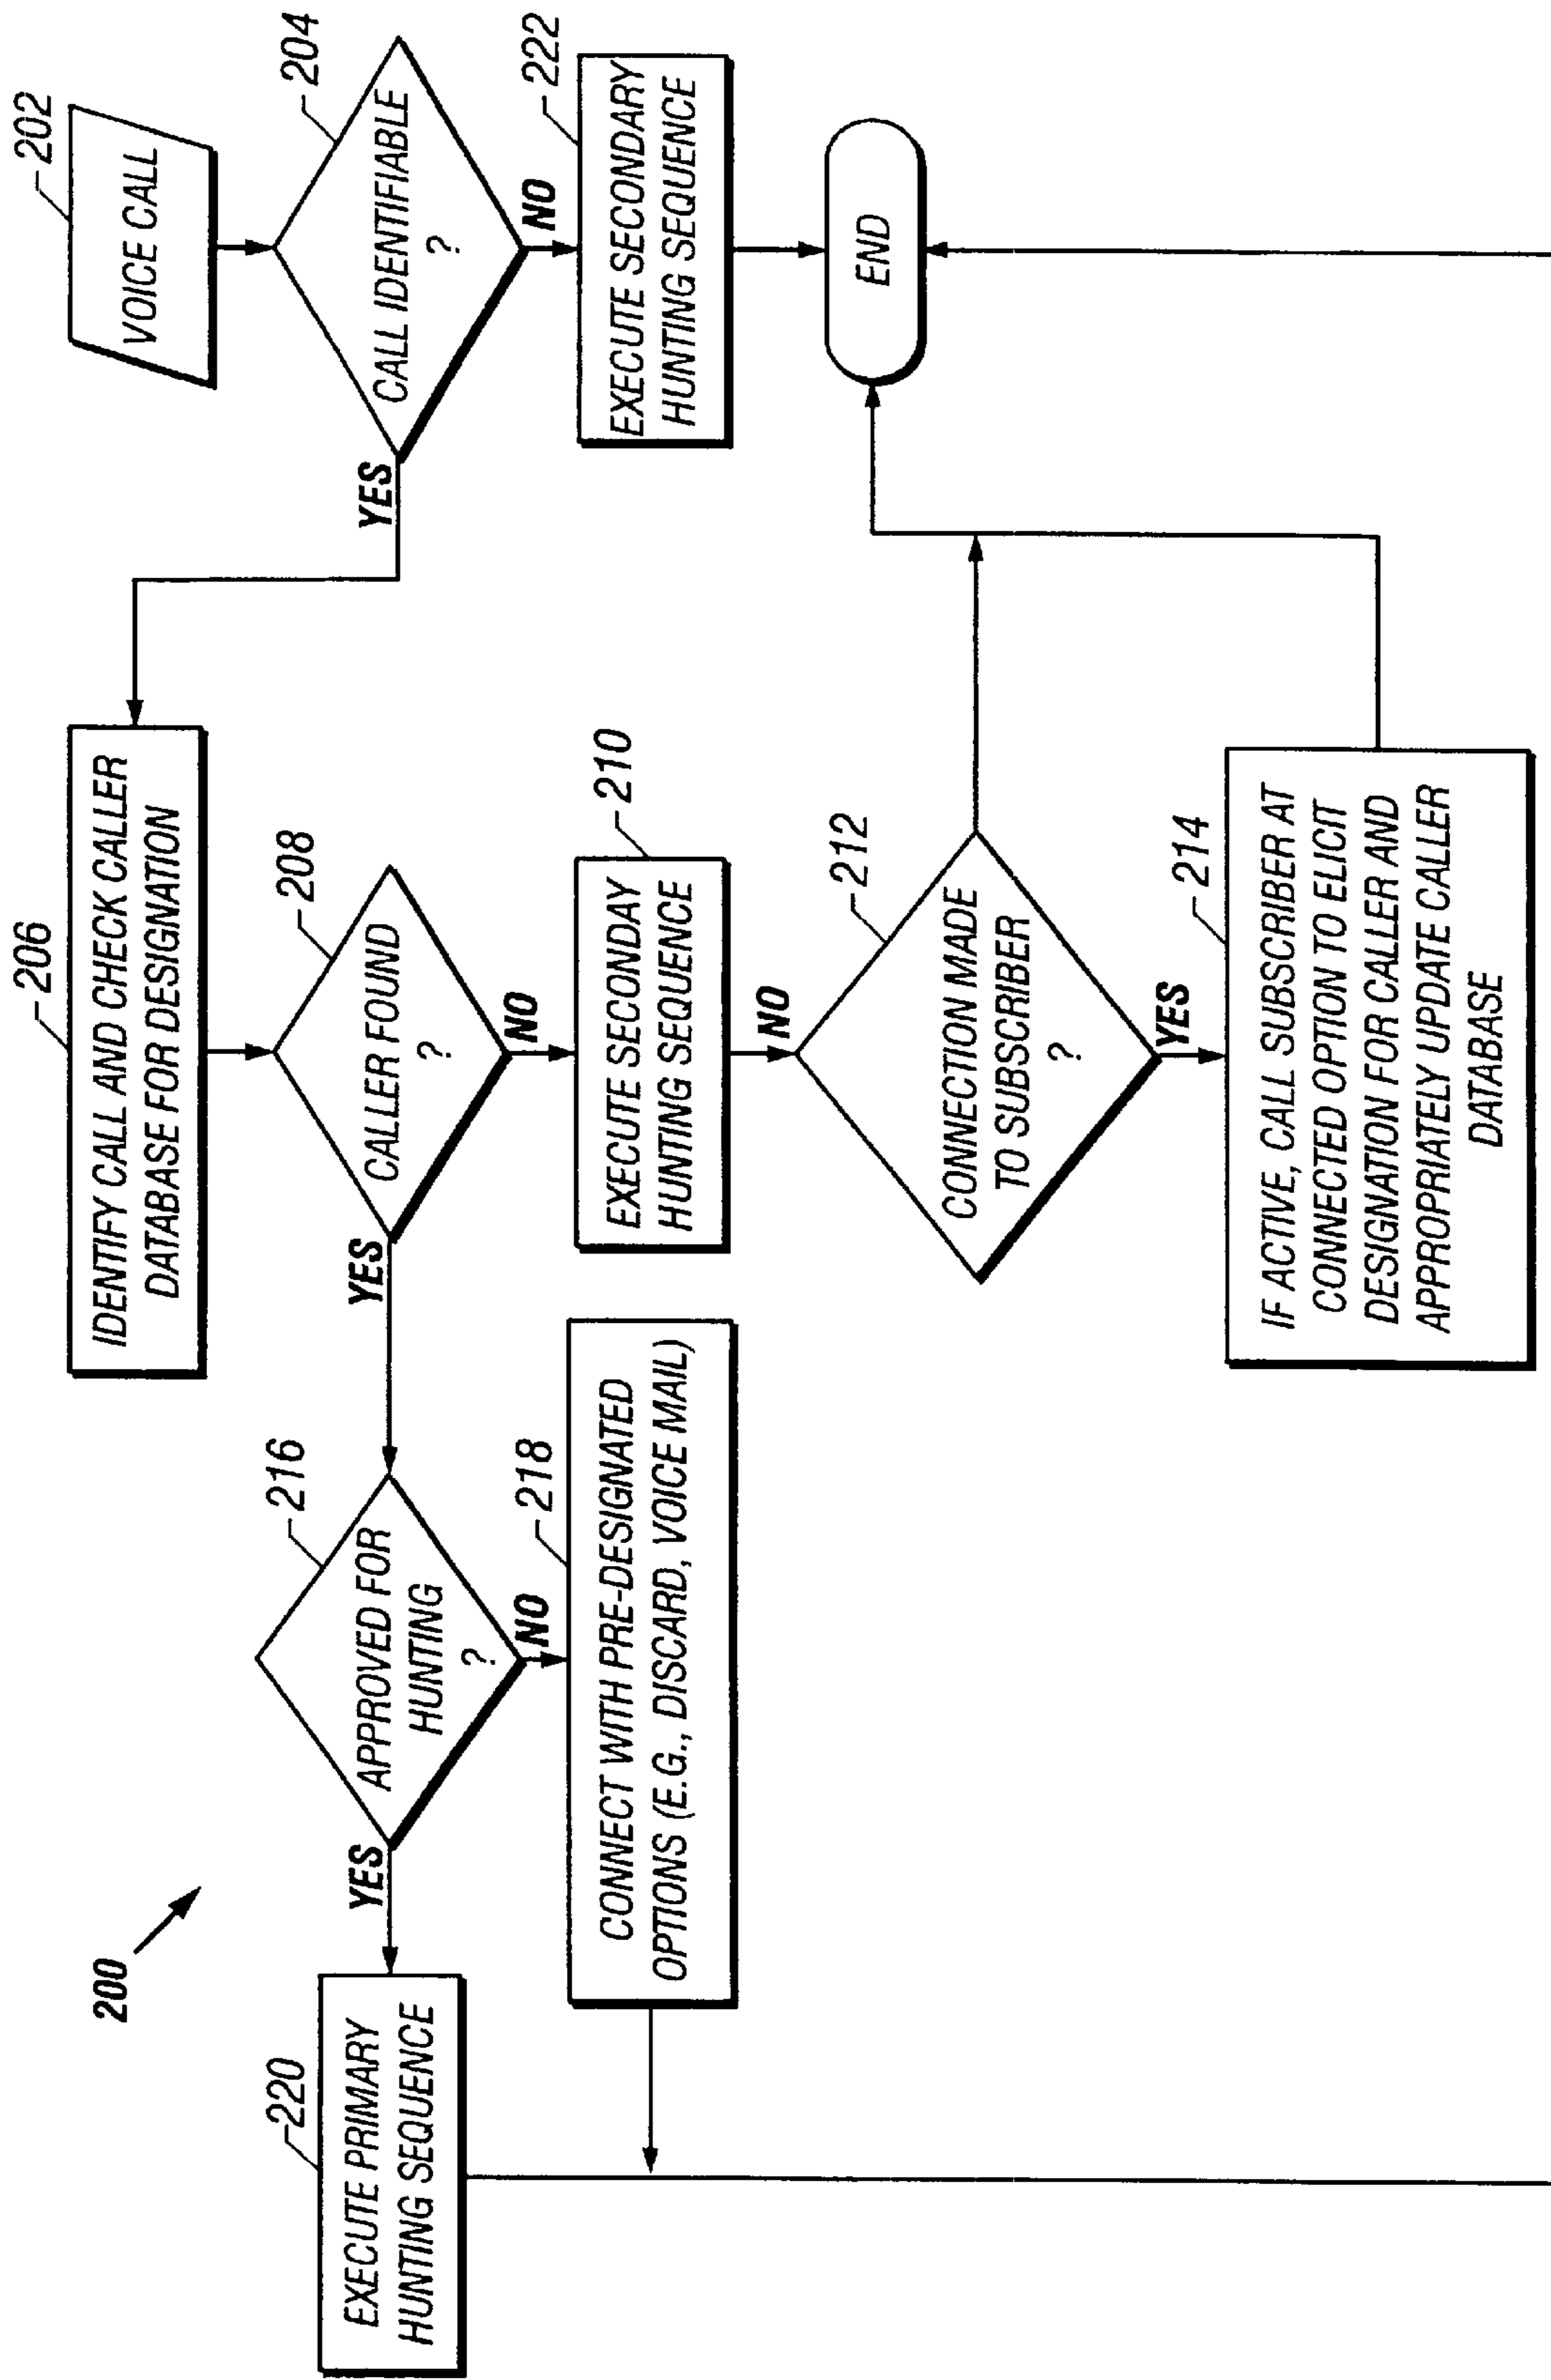 200
202
VOICE CALL
204
CALL IDENTIFIABLE
?
YES
NO
222
EXECUTE SECONDARY
HUNTING SEQUENCE
END
206
IDENTIFY CALL AND CHECK CALLER
DATABASE FOR DESIGNATION
208
CALLER FOUND
?
YES
NO
210
EXECUTE SECONDAY
HUNTING SEQUENCE
NO
212
CONNECTION MADE
TO SUBSCRIBER
?
YES
214
IF ACTIVE, CALL SUBSCRIBER AT
CONNECTED OPTION TO ELICIT
DESIGNATION FOR CALLER AND
APPROPRIATELY UPDATE CALLER
DATABASE
216
APPROVED FOR
HUNTING
?
YES
NO
218
CONNECT WITH PRE-DESIGNATED
OPTIONS (E.G., DISCARD, VOICE MAIL)
220
EXECUTE PRIMARY
HUNTING SEQUENCE